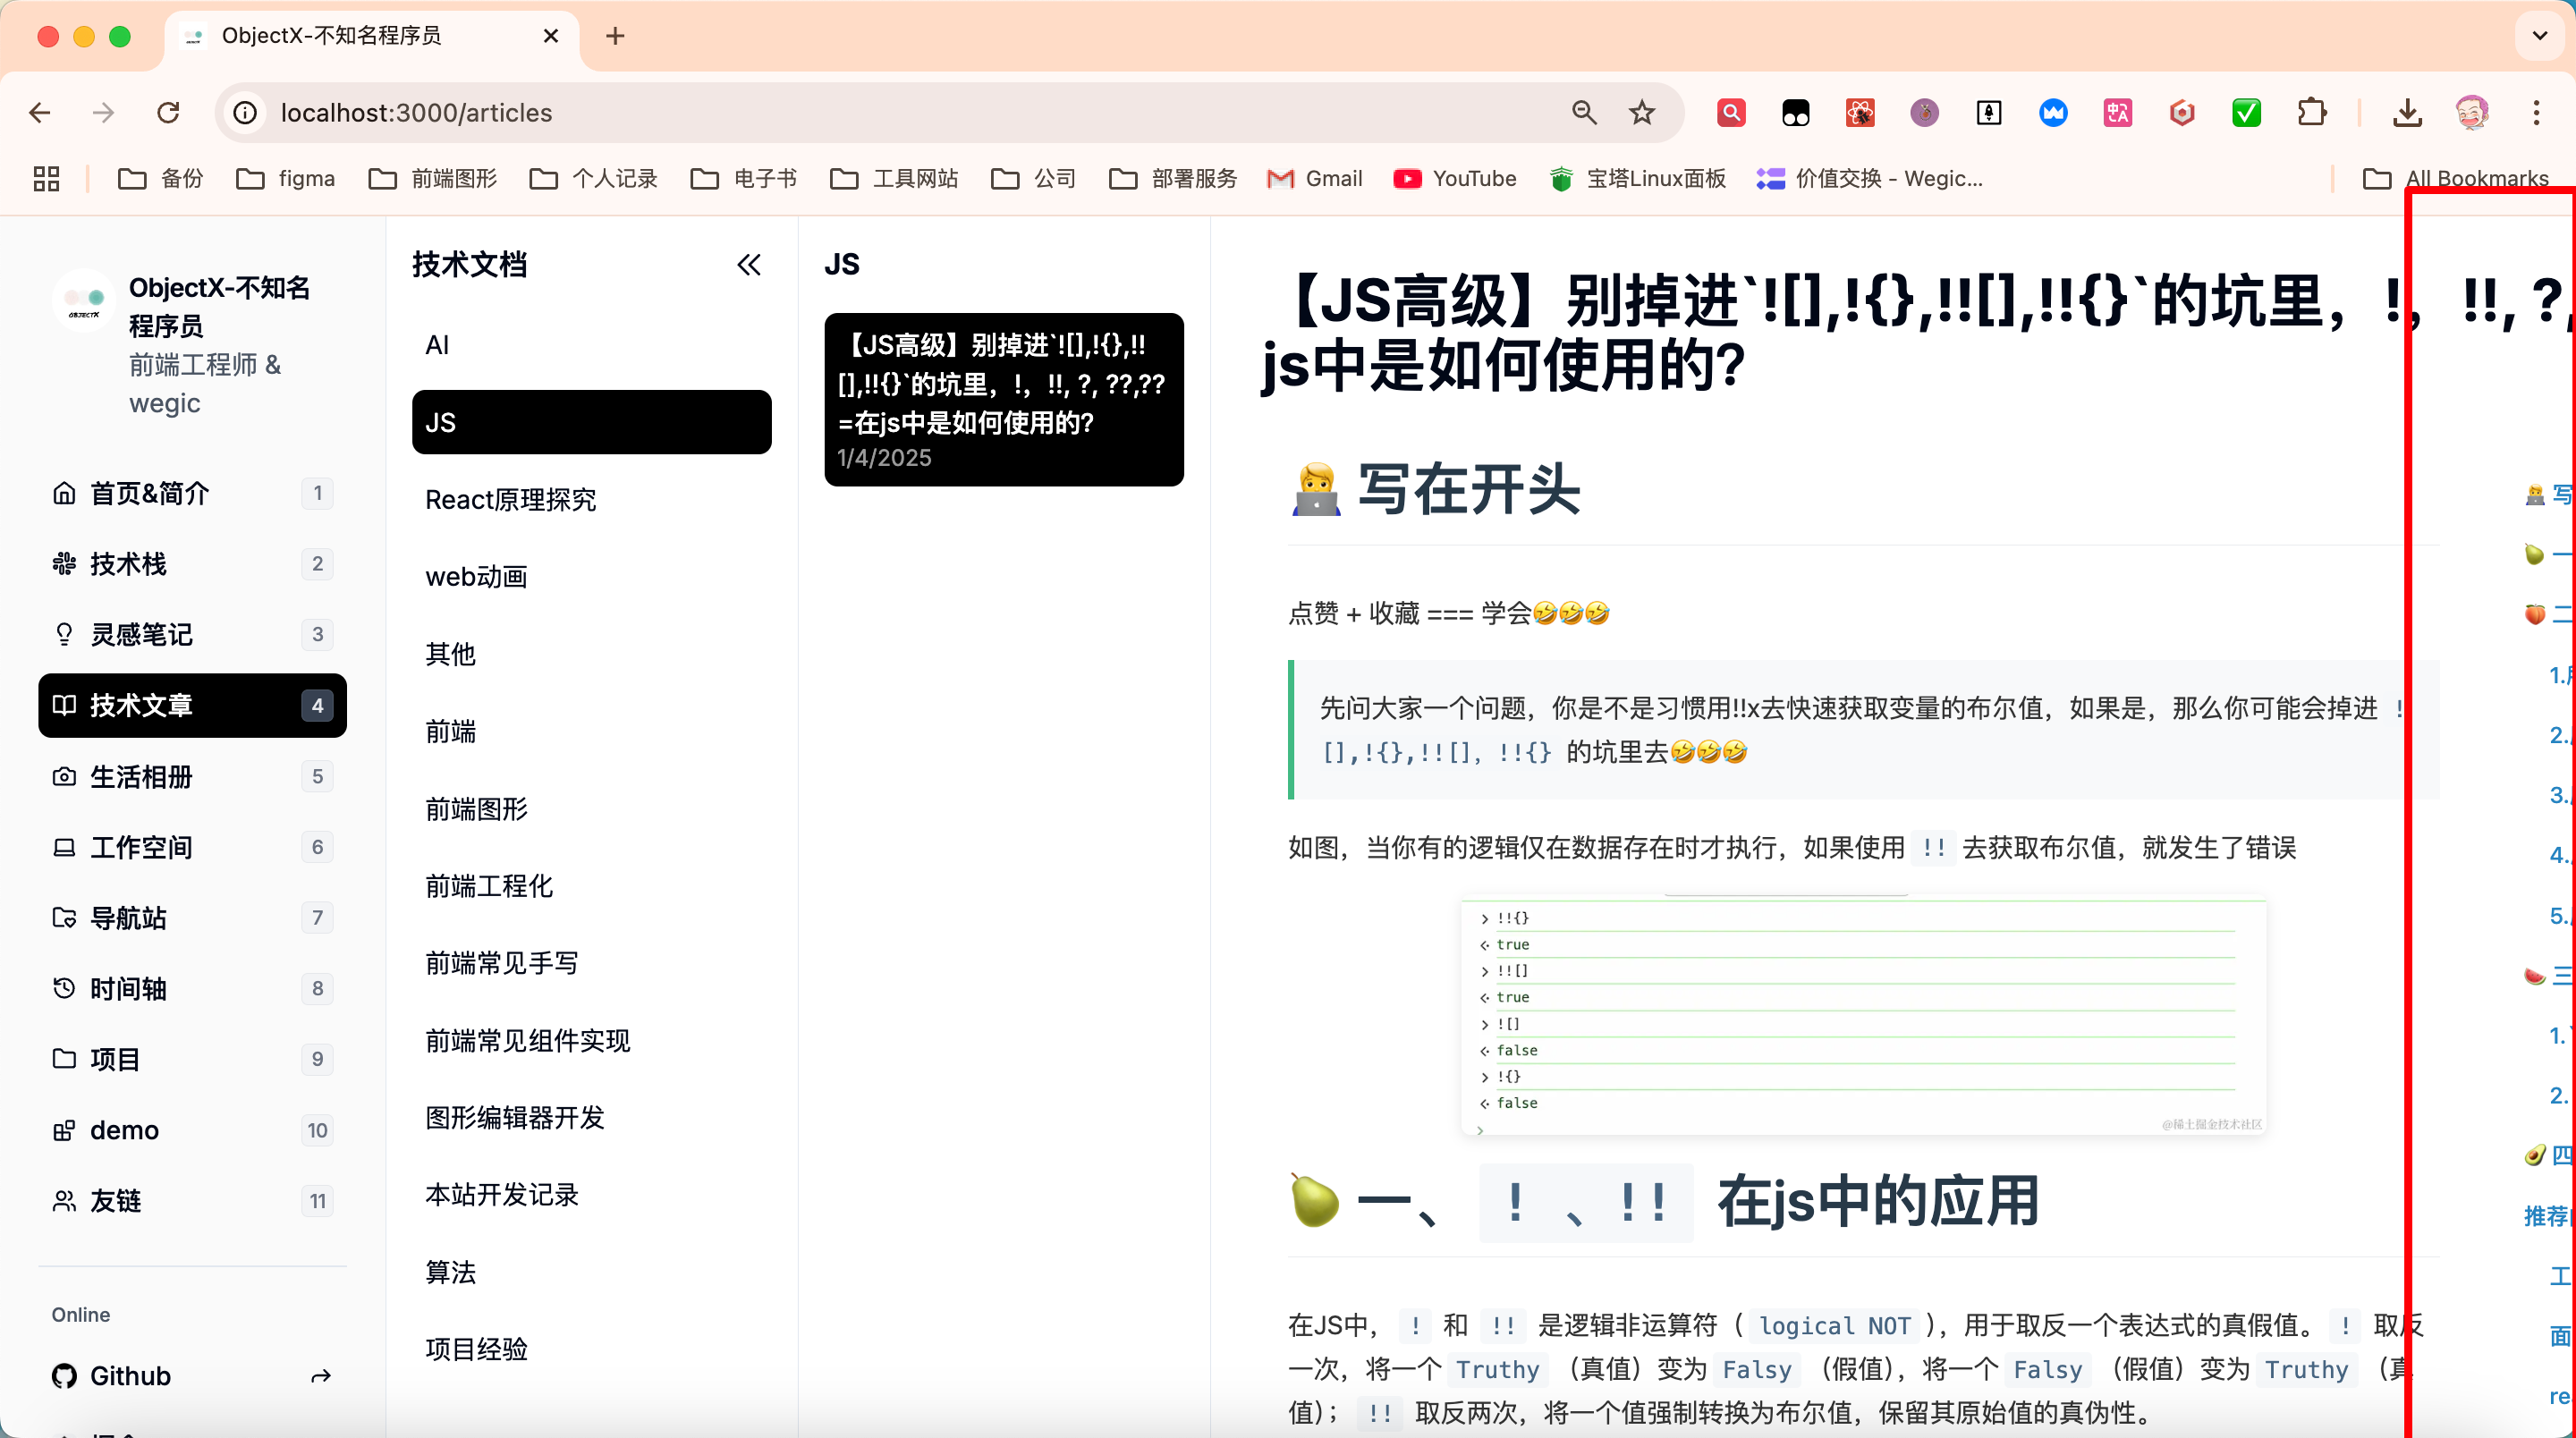 ObjectX-不知名程序员
localhost:3000/articles
备份
figma
前端图形
个人记录
电子书
工具网站
公司
部署服务
Gmail
YouTube
宝塔Linux面板
价值交换 - Wegic...
All Bookmarks
ObjectX-不知名
程序员
前端工程师 &
wegic
首页&简介 1
技术栈 2
灵感笔记 3
技术文章 4
生活相册 5
工作空间 6
导航站 7
时间轴 8
项目 9
demo 10
友链 11
Online
Github
技术文档
AI
JS
React原理探究
web动画
其他
前端
前端图形
前端工程化
前端常见手写
前端常见组件实现
图形编辑器开发
本站开发记录
算法
项目经验
JS
【JS高级】别掉进`![],!{},!!
[],!!{}`的坑里，!，!!, ?, ??,??
=在js中是如何使用的?
1/4/2025
【JS高级】别掉进`![],!{},!![],!!{}`的坑里，!，!!, ?,
js中是如何使用的?
🧑‍💻 写在开头
点赞 + 收藏 === 学会🤣🤣🤣
先问大家一个问题，你是不是习惯用!!x去快速获取变量的布尔值，如果是，那么你可能会掉进 !
[],!{},!![], !!{} 的坑里去🤣🤣🤣
如图，当你有的逻辑仅在数据存在时才执行，如果使用 !! 去获取布尔值，就发生了错误
> !!{}
< true
> !![]
< true
> ![]
< false
> !{}
< false
>
@稀土掘金技术社区
🍐 一、 ! 、!! 在js中的应用
在JS中， ! 和 !! 是逻辑非运算符（ logical NOT ），用于取反一个表达式的真假值。 ! 取反
一次，将一个 Truthy （真值）变为 Falsy （假值），将一个 Falsy （假值）变为 Truthy （真
值）； !! 取反两次，将一个值强制转换为布尔值，保留其原始值的真伪性。
🧑‍💻 写
🍐 一
🍑 二
1.
2.
3.
4.
5.
🍉 三
1.
2.
🥑 四
推荐
工
面
re